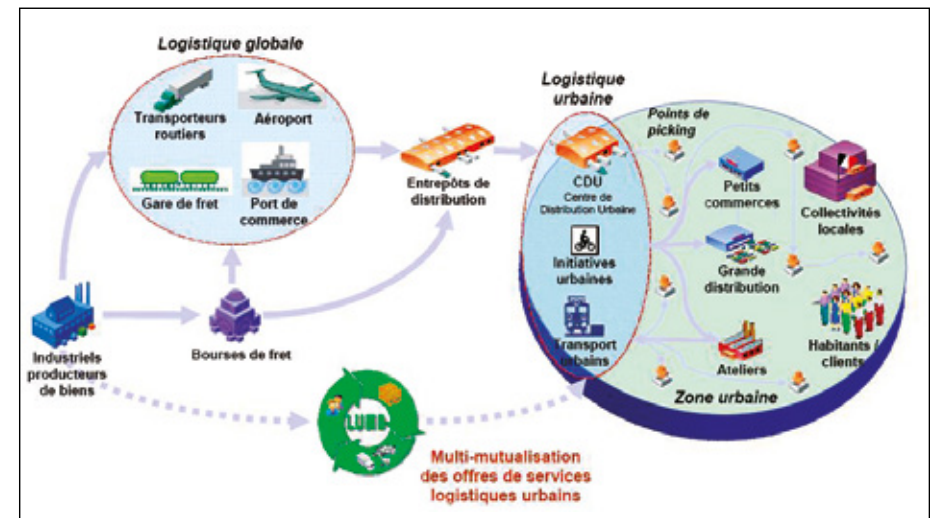 Logistique globale
Transporteurs
routiers
Aéroport
Gare de fret
Port de
commerce
Entrepôts de
distribution
Logistique
urbaine
CDU
Centre de
Distribution Urbaine
Initiatives
urbaines
Transport
urbains
Points de
picking
Petits
commerces
Collectivités
locales
Grande
distribution
Ateliers
Habitants /
clients
Zone urbaine
Industriels
producteurs
de biens
Bourses de fret
LUMD
Multi-mutualisation
des offres de services
logistiques urbains